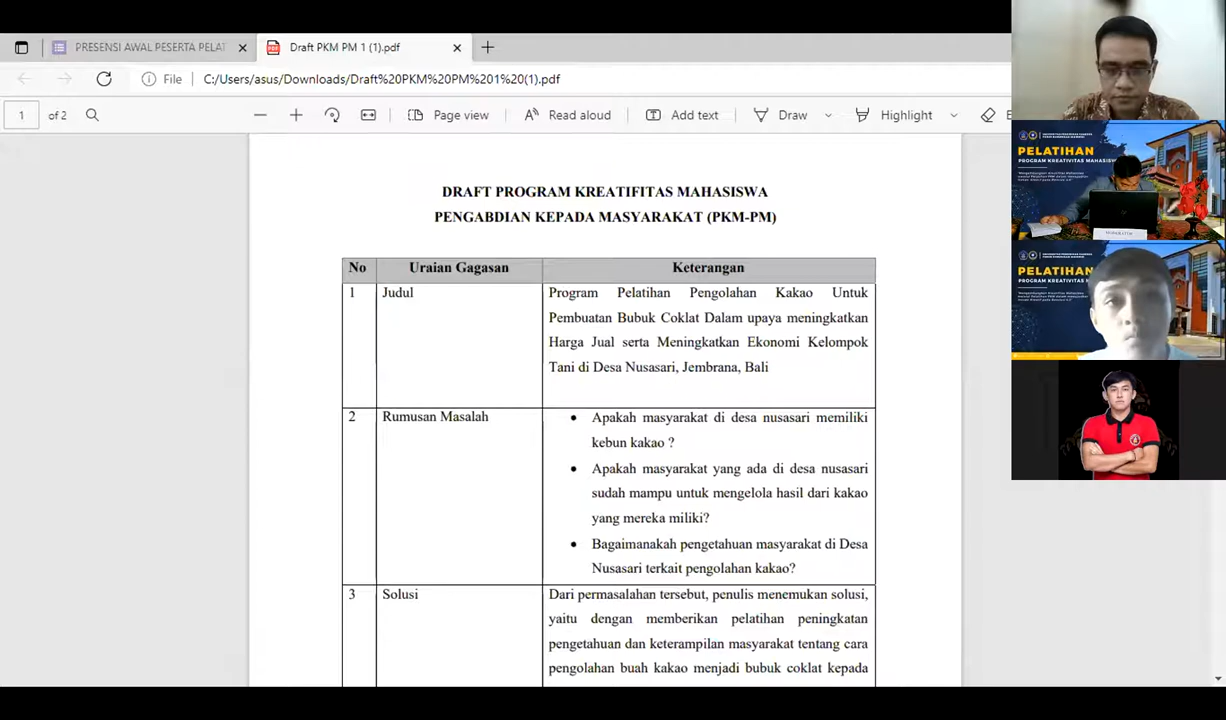 PRESENSI AWAL PESERTA PELAT
Draft PKM PM 1 (1).pdf
File
C:/Users/asus/Downloads/Draft%20PKM%20PM%201%20(1).pdf
1 of 2
Page view
Read aloud
Add text
Draw
Highlight
E
DRAFT PROGRAM KREATIFITAS MAHASISWA
PENGABDIAN KEPADA MASYARAKAT (PKM-PM)
No Uraian Gagasan Keterangan
1 Judul Program Pelatihan Pengolahan Kakao Untuk
Pembuatan Bubuk Coklat Dalam upaya meningkatkan
Harga Jual serta Meningkatkan Ekonomi Kelompok
Tani di Desa Nusasari, Jembrana, Bali
2 Rumusan Masalah • Apakah masyarakat di desa nusasari memiliki
kebun kakao ?
• Apakah masyarakat yang ada di desa nusasari
sudah mampu untuk mengelola hasil dari kakao
yang mereka miliki?
• Bagaimanakah pengetahuan masyarakat di Desa
Nusasari terkait pengolahan kakao?
3 Solusi Dari permasalahan tersebut, penulis menemukan solusi,
yaitu dengan memberikan pelatihan peningkatan
pengetahuan dan keterampilan masyarakat tentang cara
pengolahan buah kakao menjadi bubuk coklat kepada
PELATIHAN
PROGRAM KREATIVITAS MAHASISW
PELATIHAN
PROGRAM KREATIVITAS